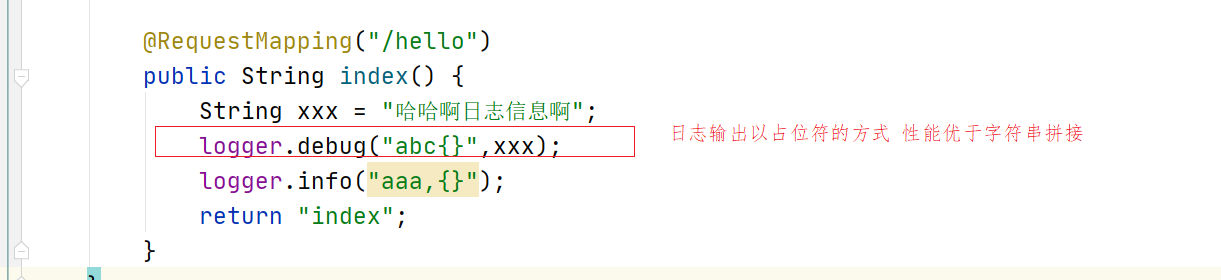 @RequestMapping("/hello")
public String index() {
String xxx = "哈哈啊日志信息啊";
logger.debug("abc{}",xxx);
日志输出以占位符的方式 性能优于字符串拼接
logger.info("aaa,{}");
return "index";
}
}